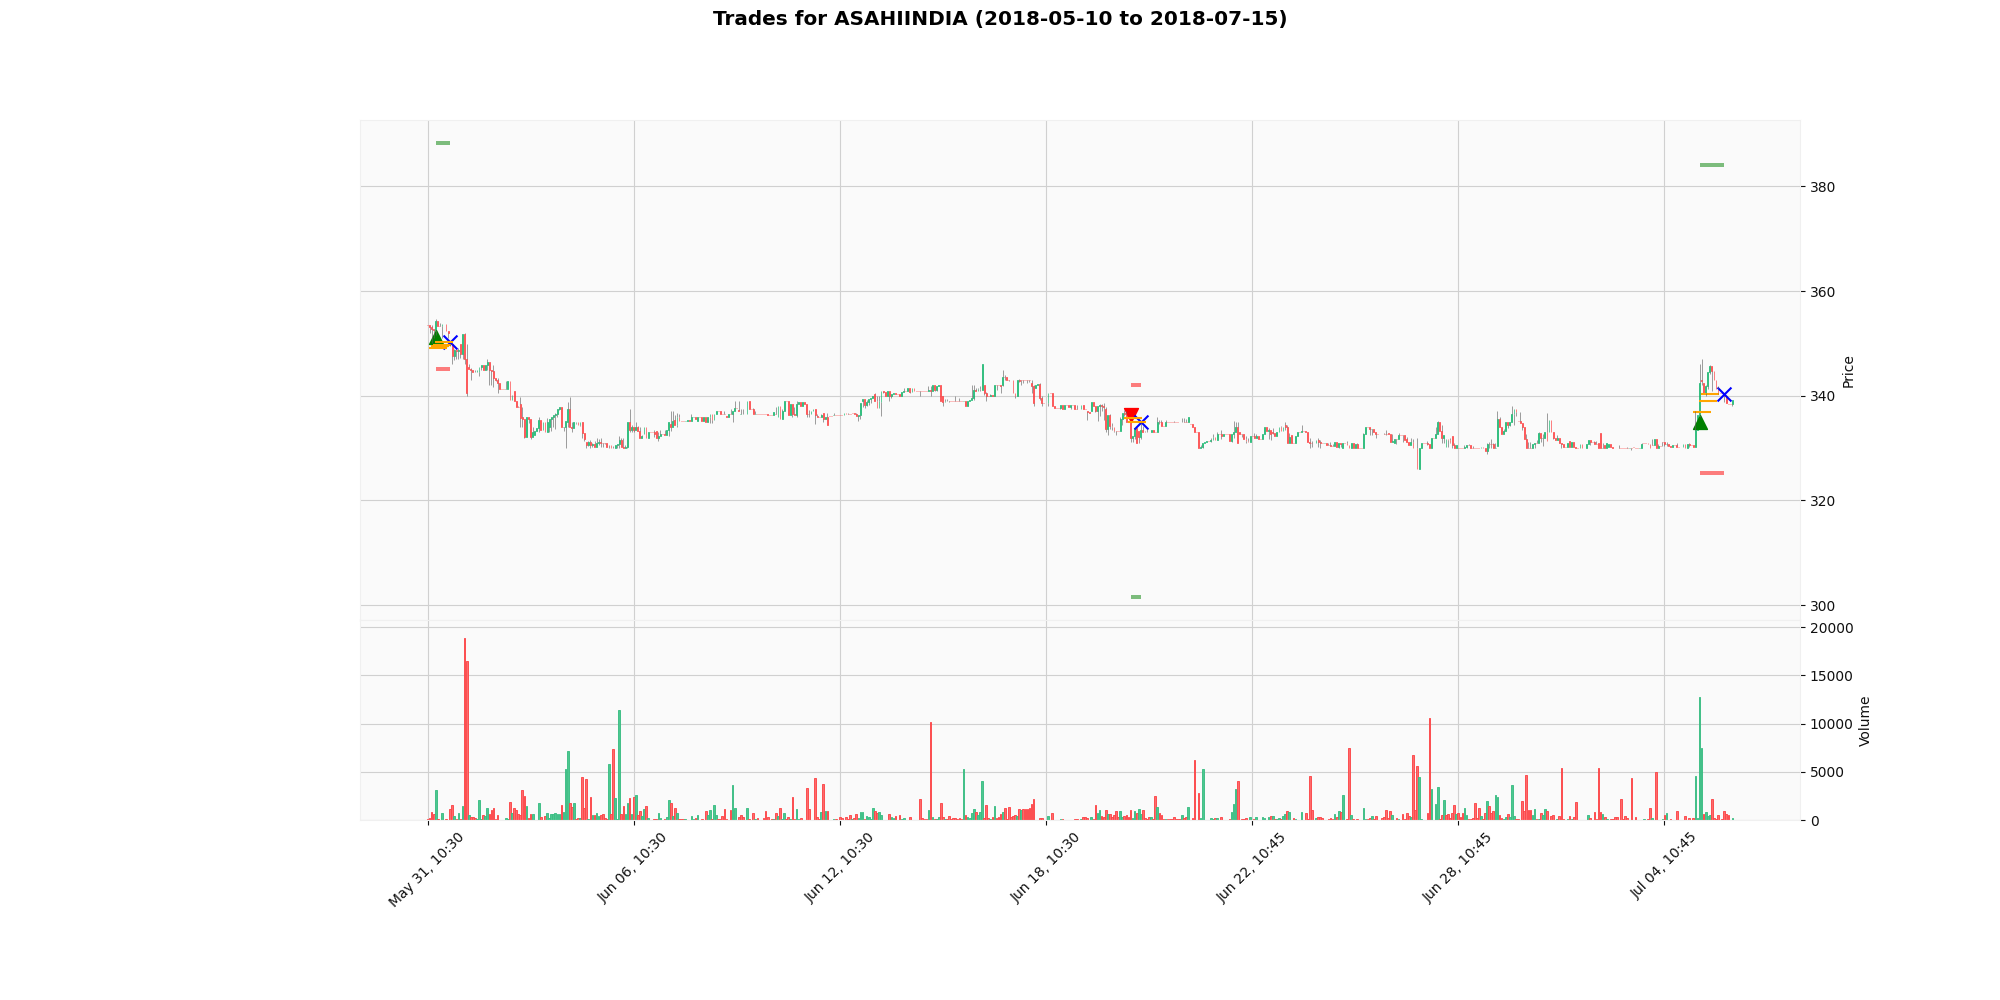 Trades for ASAHIINDIA (2018-05-10 to 2018-07-15)
380
360
340
320
300
Price
20000
15000
10000
5000
0
Volume
May 31, 10:30
Jun 06, 10:30
Jun 12, 10:30
Jun 18, 10:30
Jun 22, 10:45
Jun 28, 10:45
Jul 04, 10:45